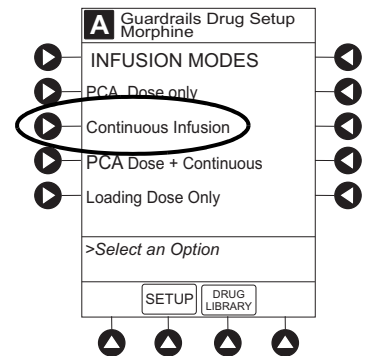 A Guardrails Drug Setup
Morphine
INFUSION MODES
PCA Dose only
Continuous Infusion
PCA Dose + Continuous
Loading Dose Only
>Select an Option
SETUP DRUG
LIBRARY